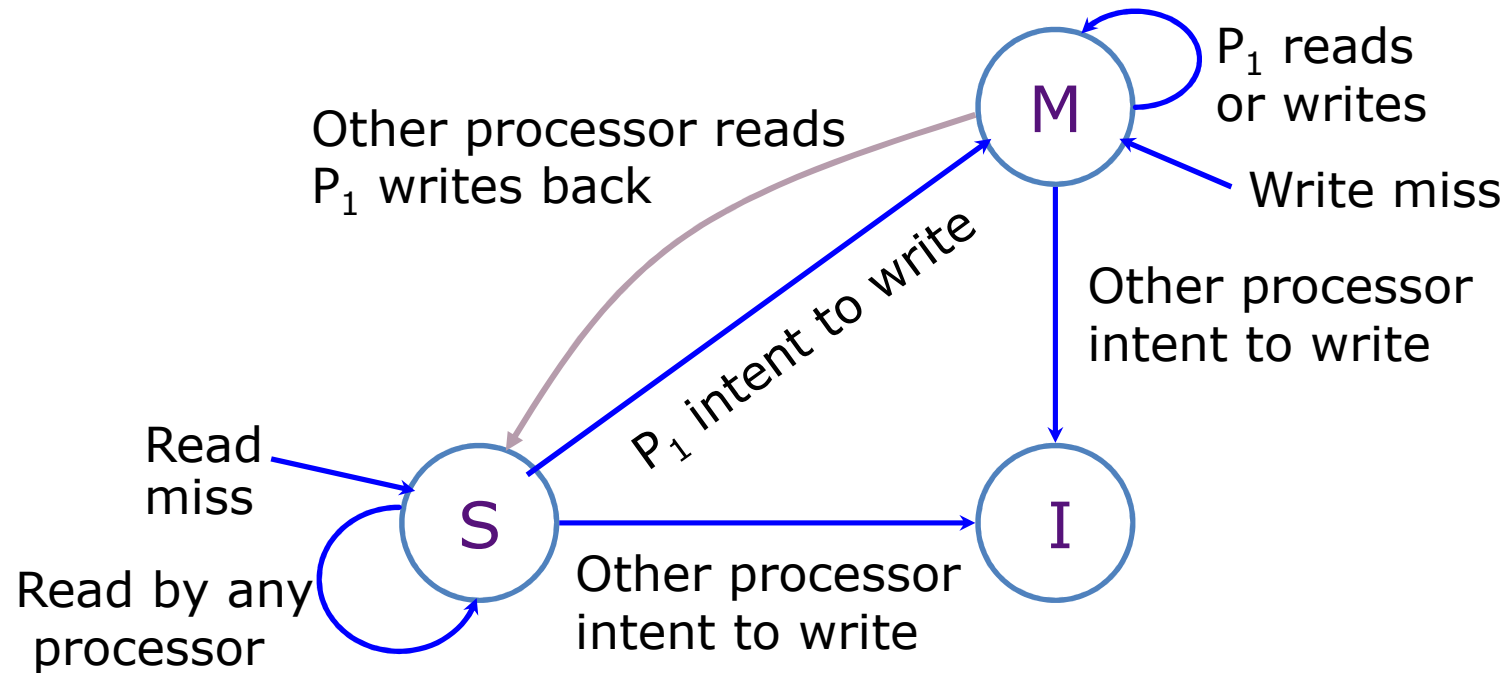 P₁ reads
or writes
M
Other processor reads
P₁ writes back
Write miss
P₁ intent to write
Other processor
intent to write
Read
miss
S
I
Read by any
processor
Other processor
intent to write